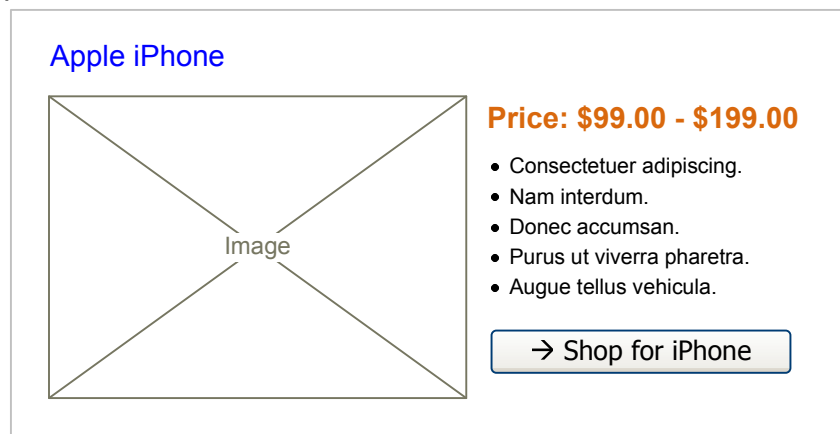 Apple iPhone
Image
Price: $99.00 - $199.00
• Consectetuer adipiscing.
• Nam interdum.
• Donec accumsan.
• Purus ut viverra pharetra.
• Augue tellus vehicula.
→ Shop for iPhone